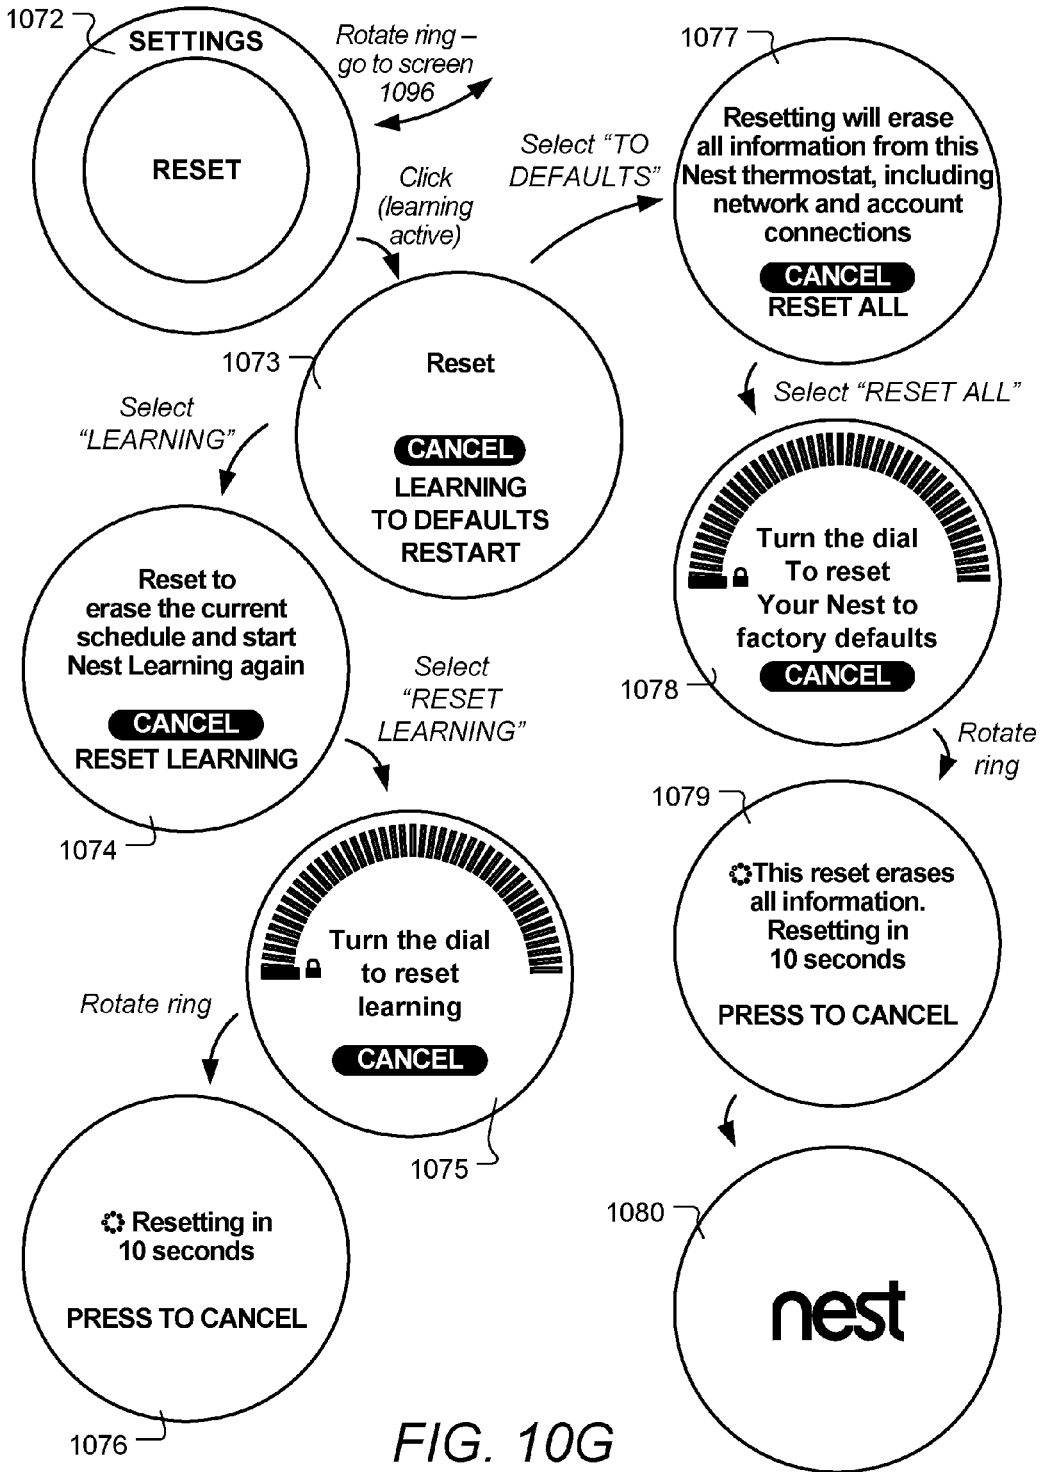 1072
SETTINGS
RESET
Rotate ring –
go to screen
1096
Click
(learning
active)
1073
Reset
CANCEL
LEARNING
TO DEFAULTS
RESTART
Select
“LEARNING”
Reset to
erase the current
schedule and start
Nest Learning again
CANCEL
RESET LEARNING
1074
Select
“RESET
LEARNING”
Turn the dial
to reset
learning
CANCEL
1075
Rotate ring
Resetting in
10 seconds
PRESS TO CANCEL
1076
Select “TO
DEFAULTS”
1077
Resetting will erase
all information from this
Nest thermostat, including
network and account
connections
CANCEL
RESET ALL
Select “RESET ALL”
Turn the dial
To reset
Your Nest to
factory defaults
CANCEL
1078
Rotate
ring
1079
This reset erases
all information.
Resetting in
10 seconds
PRESS TO CANCEL
1080
nest
FIG. 10G